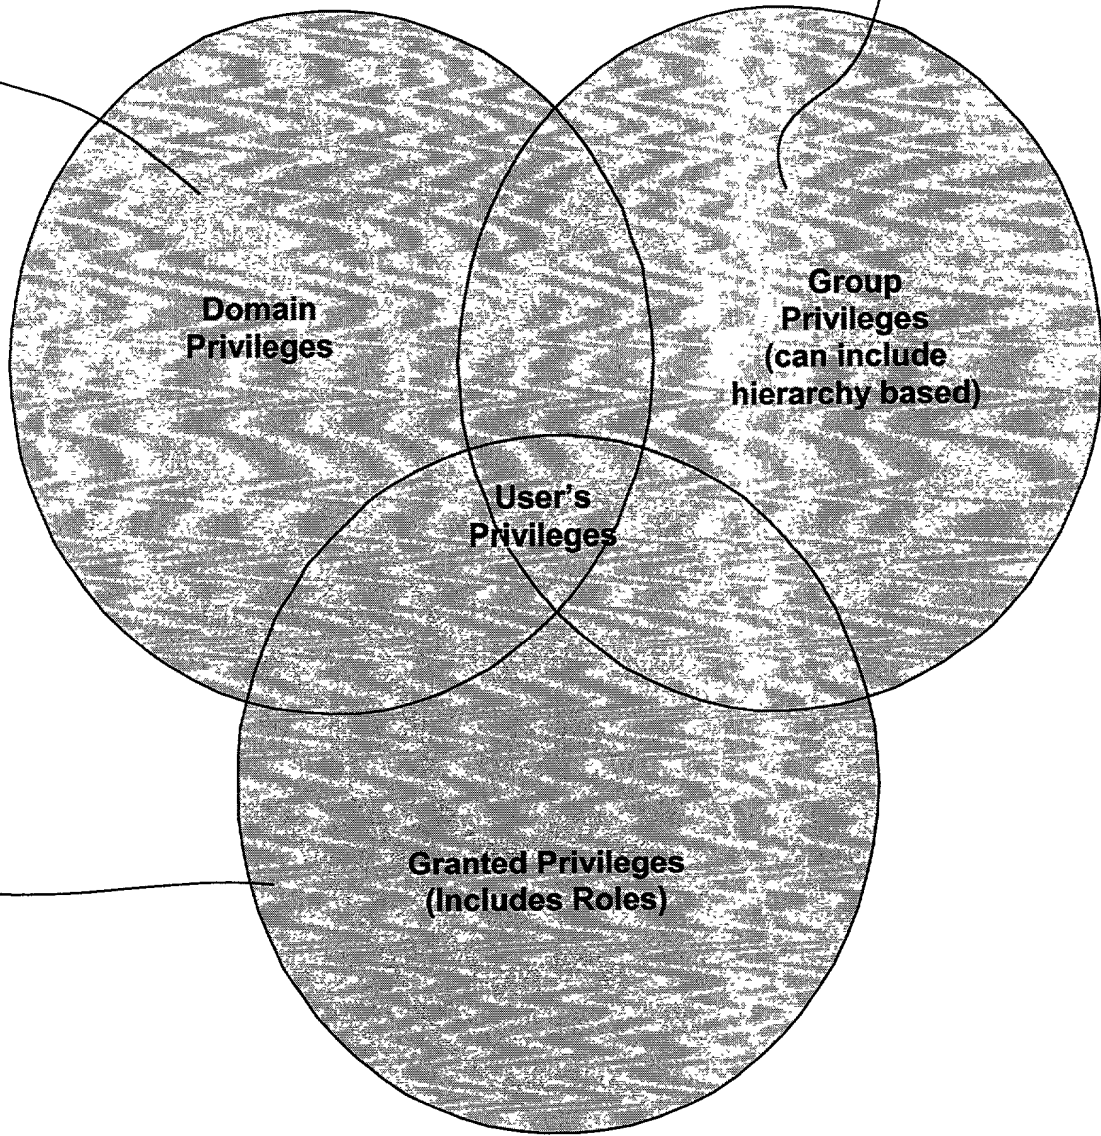 Domain
Privileges
Group
Privileges
(can include
hierarchy based)
User's
Privileges
Granted Privileges
(Includes Roles)